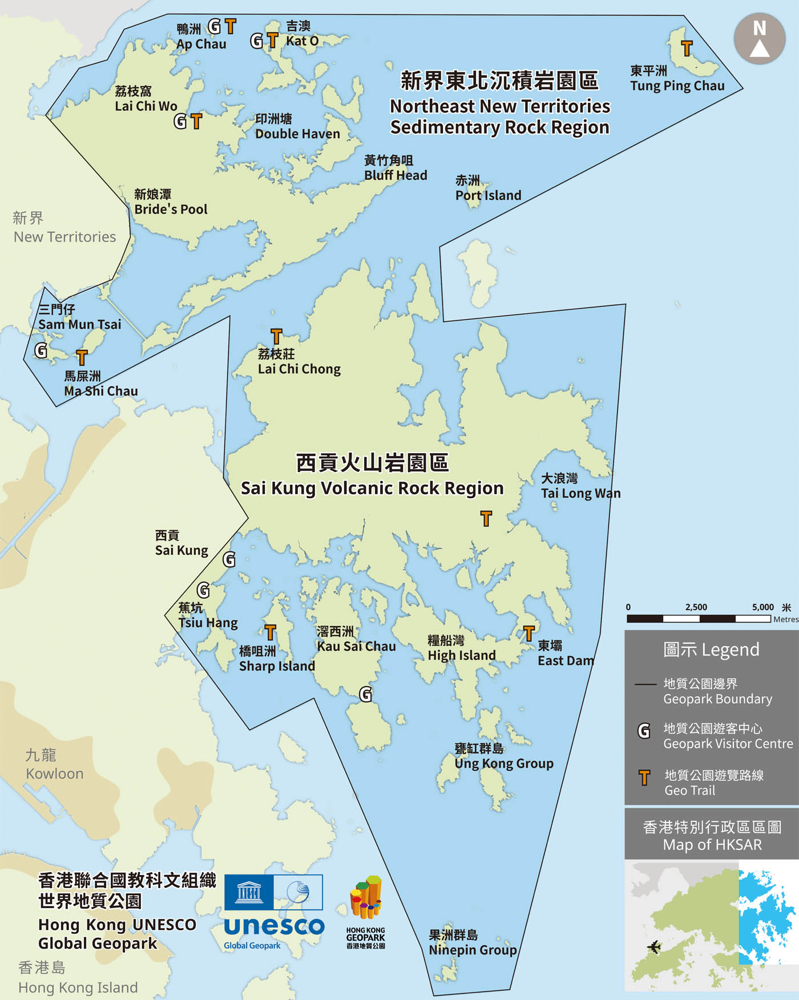 鴨洲 G T
Ap Chau
吉澳
G T Kat O
N
T
東平洲
Tung Ping Chau
新界東北沉積岩園區
Northeast New Territories
Sedimentary Rock Region
荔枝窩
Lai Chi Wo
G T
印洲塘
Double Haven
黃竹角咀
Bluff Head
赤洲
Port Island
新娘潭
Bride's Pool
新界
New Territories
三門仔
Sam Mun Tsai
G
T
馬屎洲
Ma Shi Chau
T
荔枝莊
Lai Chi Chong
西貢火山岩園區
Sai Kung Volcanic Rock Region
大浪灣
Tai Long Wan
T
西貢
Sai Kung
G
G
蕉坑
Tsiu Hang
T
橋咀洲
Sharp Island
滘西洲
Kau Sai Chau
G
糧船灣
High Island
T
東壩
East Dam
甕缸群島
Ung Kong Group
果洲群島
Ninepin Group
九龍
Kowloon
香港島
Hong Kong Island
香港聯合國教科文組織
世界地質公園
Hong Kong UNESCO
Global Geopark
UNESCO
unesco
Global Geopark
HONG KONG
GEOPARK
香港地質公園
0 2,500 5,000 米
Metres
圖示 Legend
地質公園邊界
Geopark Boundary
G 地質公園遊客中心
Geopark Visitor Centre
T 地質公園遊覽路線
Geo Trail
香港特別行政區區圖
Map of HKSAR